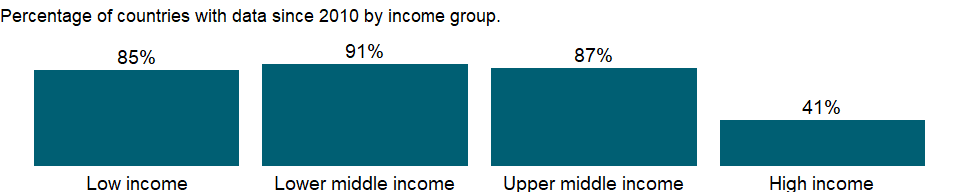 Percentage of countries with data since 2010 by income group.
85%
91%
87%
41%
Low income
Lower middle income
Upper middle income
High income